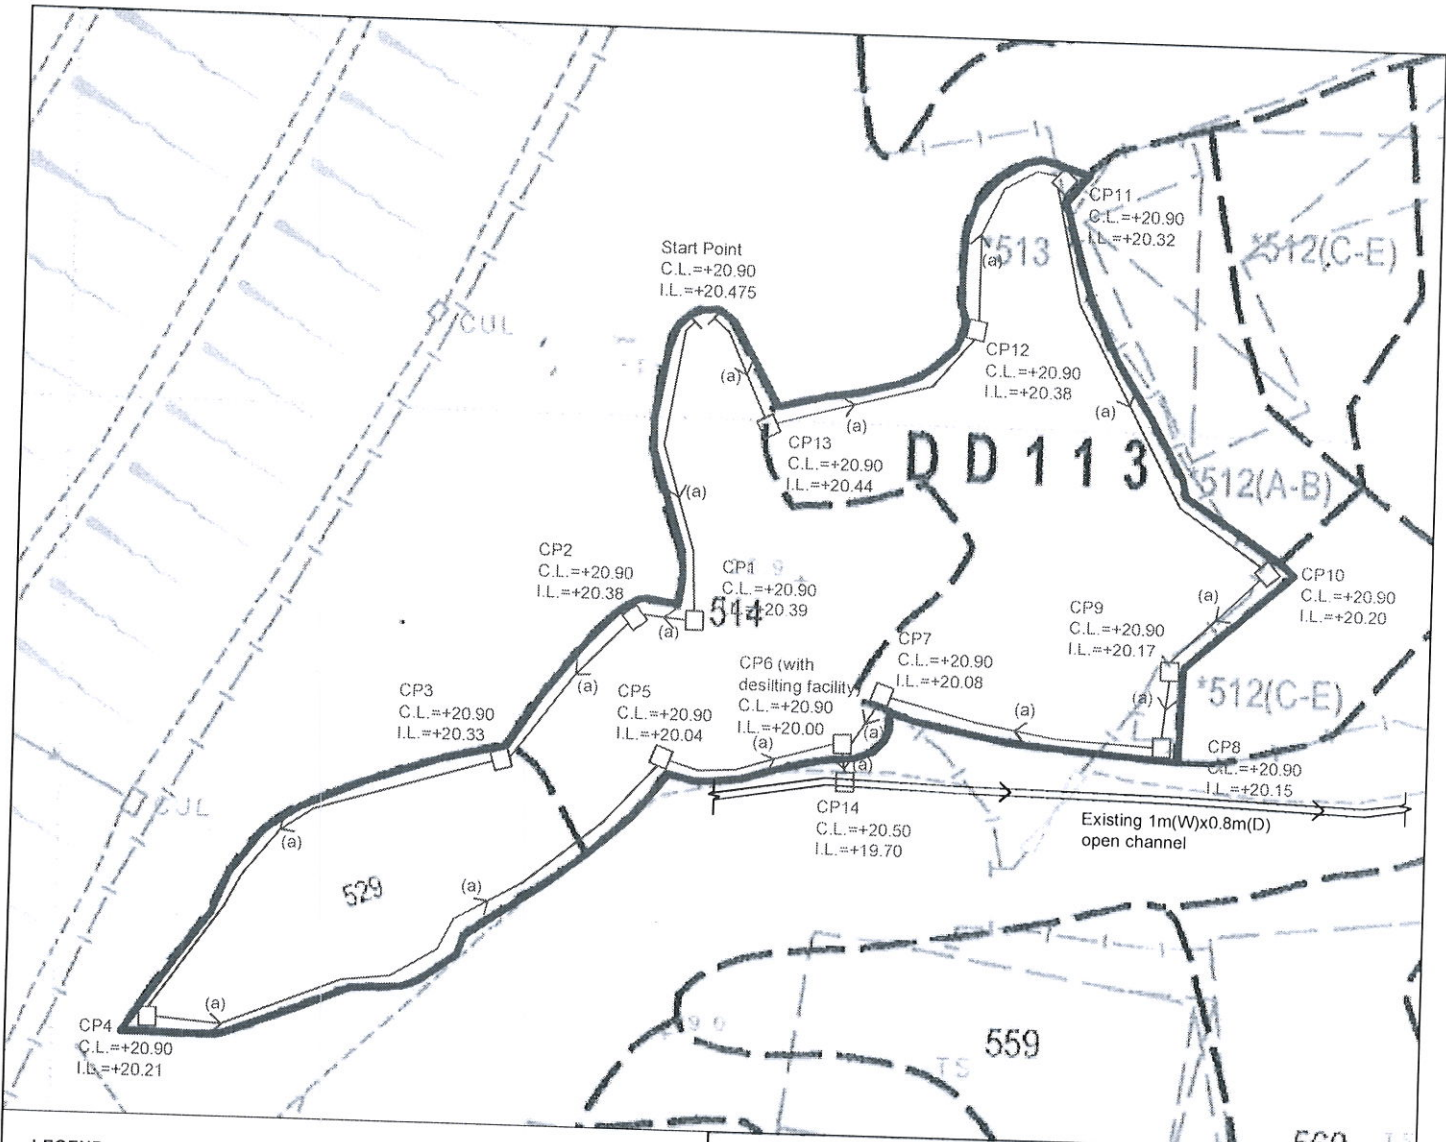 CP11
C.L.=+20.90
I.L.=+20.32
*513
(a)
*512(C-E)
Start Point
C.L.=+20.90
I.L.=+20.475
CUL
CP12
C.L.=+20.90
I.L.=+20.38
(a)
(a)
(a)
CP13
C.L.=+20.90
I.L.=+20.44
DD113
*512(A-B)
(a)
CP2
C.L.=+20.90
I.L.=+20.38
CP1
C.L.=+20.90
I.L.=+20.39
514
(a)
CP10
C.L.=+20.90
I.L.=+20.20
(a)
CP9
C.L.=+20.90
I.L.=+20.17
CP7
C.L.=+20.90
I.L.=+20.08
CP6 (with
desilting facility)
C.L.=+20.90
I.L.=+20.00
CP3
C.L.=+20.90
I.L.=+20.33
(a)
CP5
C.L.=+20.90
I.L.=+20.04
*512(C-E)
(a)
(a)
(a)
(a)
(a)
CP8
C.L.=+20.90
I.L.=+20.15
CUL
CP14
C.L.=+20.50
I.L.=+19.70
Existing 1m(W)x0.8m(D)
open channel
(a)
529
(a)
(a)
CP4
C.L.=+20.90
I.L.=+20.21
559
TS